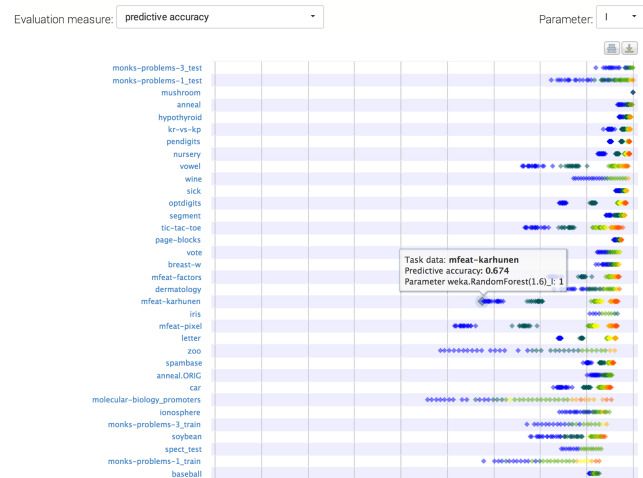 Evaluation measure: predictive accuracy
Parameter: I
monks-problems-3_test
monks-problems-1_test
mushroom
anneal
hypothyroid
kr-vs-kp
pendigits
nursery
vowel
wine
sick
optdigits
segment
tic-tac-toe
page-blocks
vote
breast-w
mfeat-factors
dermatology
mfeat-karhunen
iris
mfeat-pixel
letter
zoo
spambase
anneal.ORIG
car
molecular-biology_promoters
ionosphere
monks-problems-3_train
soybean
spect_test
monks-problems-1_train
baseball
Task data: mfeat-karhunen
Predictive accuracy: 0.674
Parameter weka.RandomForest(1.6)_I: 1